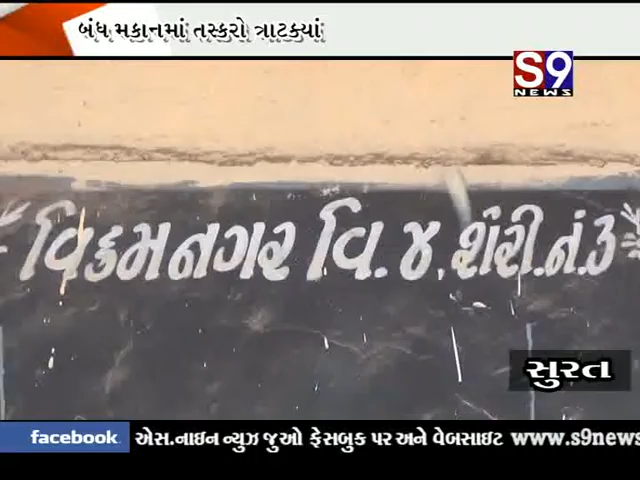 બંધ મકાનમાં તસ્કરો ત્રાટક્યાં
S9
NEWS
વિક્રમનગર વિ. ૪, શેરી.નં.૩
સુરત
facebook એસ.નાઇન ન્યુઝ જુઓ ફેસબુક પર અને વેબસાઇટ www.s9news